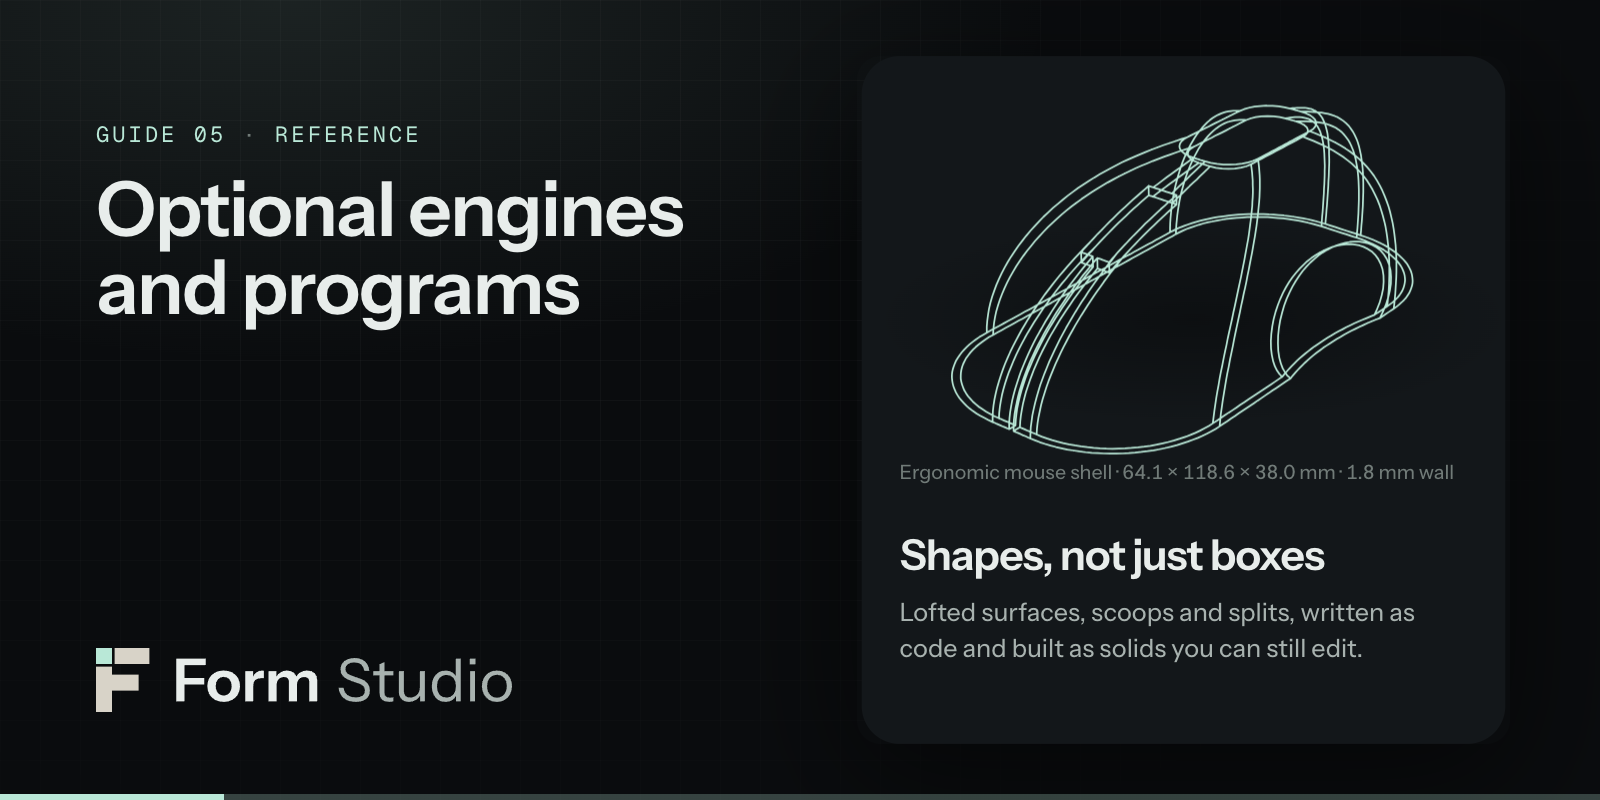 GUIDE 05 · REFERENCE
Optional engines
and programs
Form Studio
Ergonomic mouse shell · 64.1 × 118.6 × 38.0 mm · 1.8 mm wall
Shapes, not just boxes
Lofted surfaces, scoops and splits, written as
code and built as solids you can still edit.